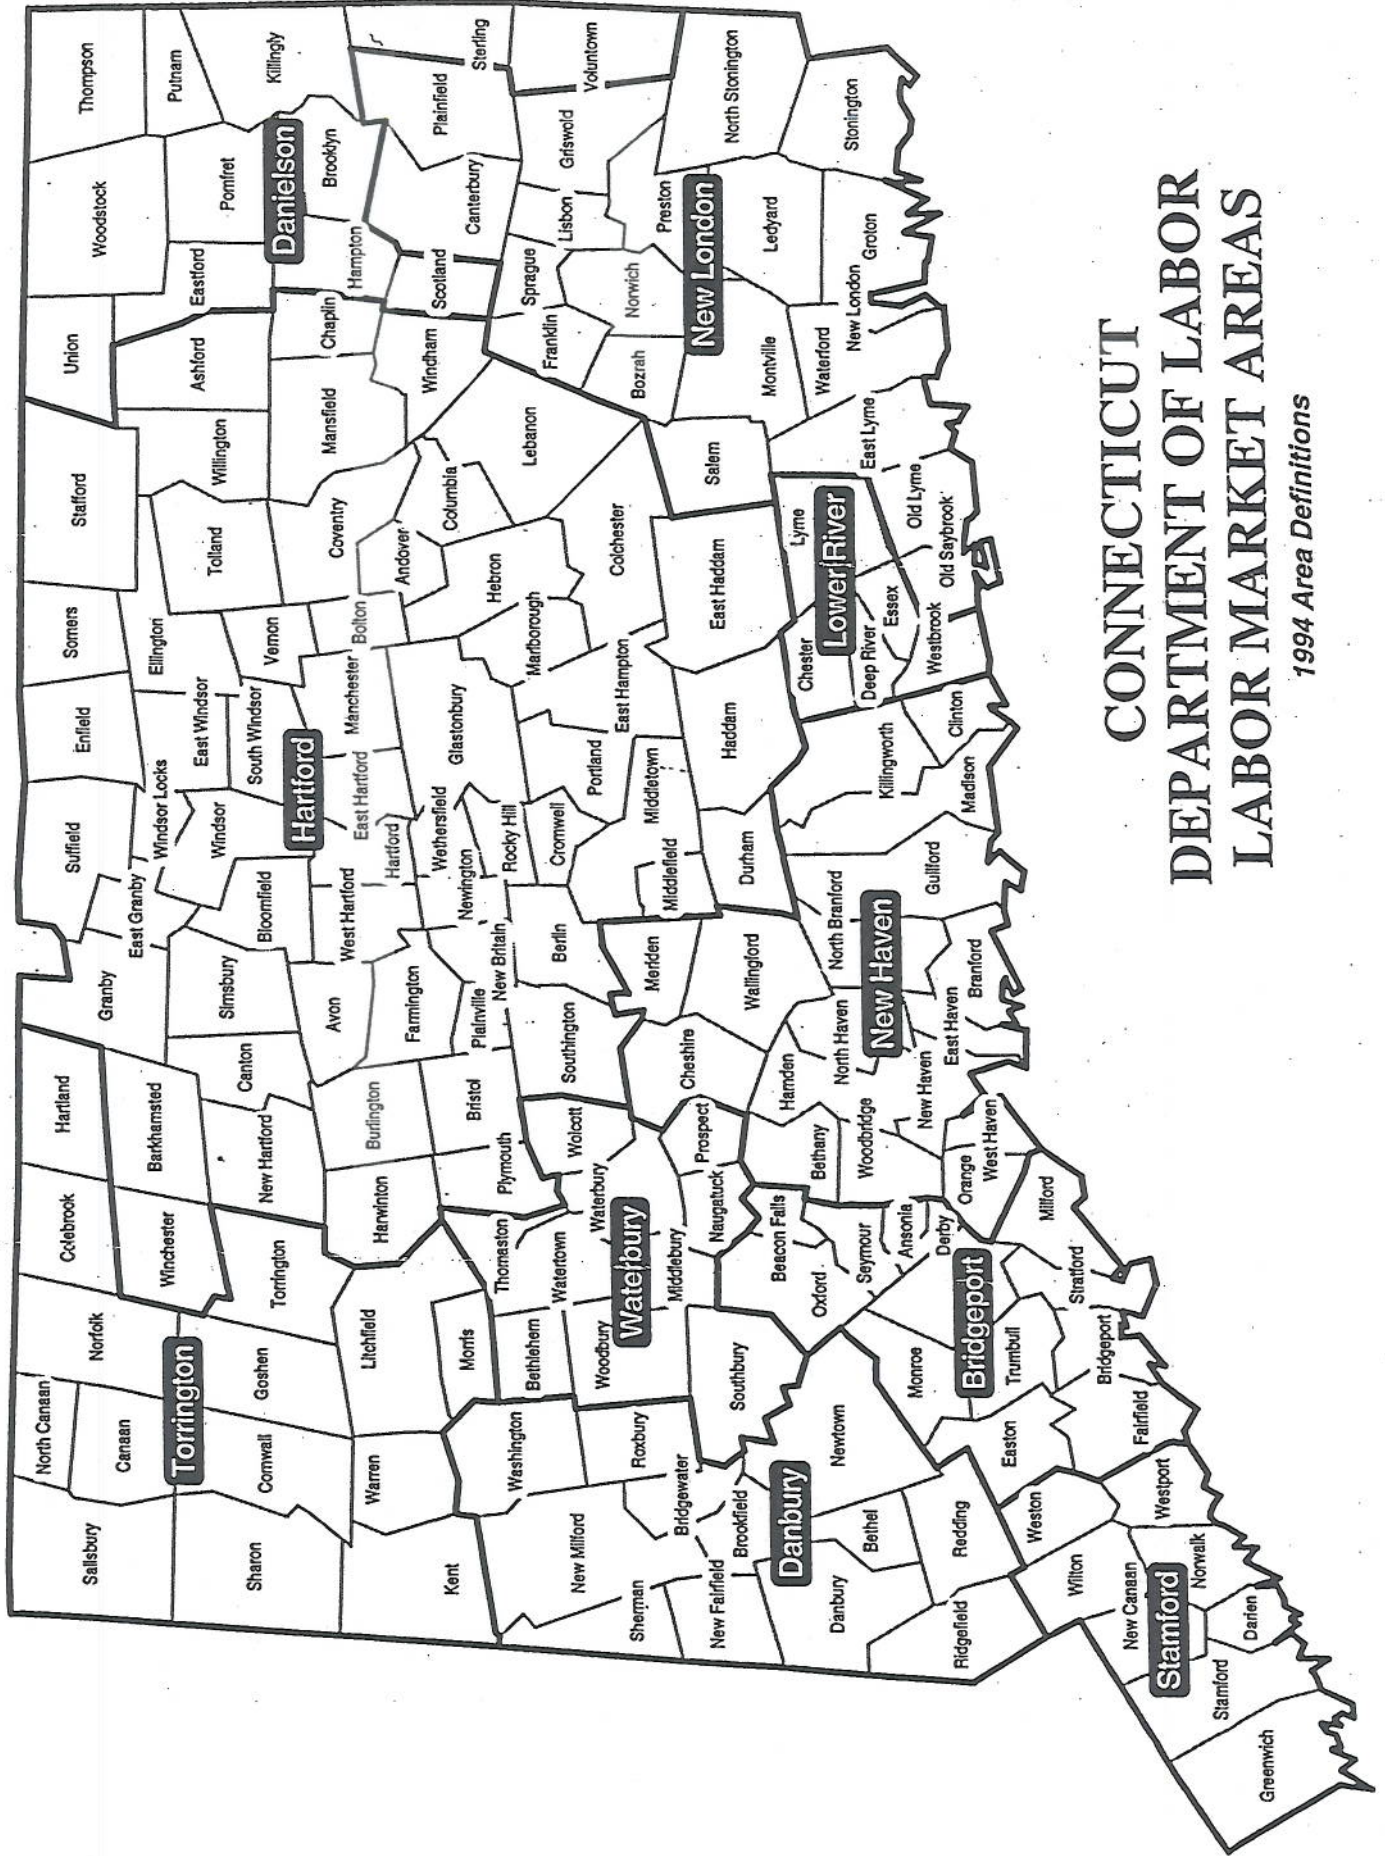 North Canaan
Salisbury
Canaan
Norfolk
Colebrook
Hartland
Granby
Suffield
Enfield
Somers
Stafford
Union
Woodstock
Thompson
Torrington
Winchester
Barkhamsted
East Granby
Windsor Locks
East Windsor
Ellington
Willington
Ashford
Eastford
Pomfret
Putnam
Sharon
Cornwall
Goshen
Torrington
New Hartford
Canton
Simsbury
Bloomfield
Windsor
South Windsor
Vernon
Tolland
Hartford
Danielson
Killingly
Warren
Litchfield
Harwinton
Burlington
Avon
West Hartford
Hartford
East Hartford
Manchester
Bolton
Coventry
Mansfield
Chaplin
Hampton
Brooklyn
Kent
Morris
Plymouth
Bristol
Farmington
Plainville
New Britain
Newington
Wethersfield
Glastonbury
Andover
Hebron
Columbia
Windham
Scotland
Canterbury
Plainfield
Sterling
Washington
Bethlehem
Thomaston
Watertown
Wolcott
Southington
Berlin
Rocky Hill
Cromwell
Portland
Marlborough
Lebanon
Franklin
Sprague
Lisbon
Griswold
Voluntown
New Milford
Roxbury
Woodbury
Waterbury
Waterbury
Middlebury
Cheshire
Meriden
Middlefield
Middletown
East Hampton
Colchester
Bozrah
Norwich
Preston
New London
North Stonington
Sherman
Bridgewater
New Fairfield
Brookfield
Southbury
Naugatuck
Prospect
Wallingford
Durham
Haddam
East Haddam
Salem
Montville
Ledyard
Danbury
Danbury
Bethel
Newtown
Oxford
Beacon Falls
Seymour
Bethany
Hamden
North Haven
North Branford
Killingworth
Chester
Deep River
Lower River
Lyme
Essex
East Lyme
Waterford
New London
Groton
Stonington
Ridgefield
Redding
Monroe
Ansonia
Derby
Woodbridge
New Haven
New Haven
East Haven
Branford
Guilford
Madison
Clinton
Westbrook
Old Saybrook
Old Lyme
Bridgeport
Orange
West Haven
Wilton
Weston
Easton
Trumbull
Stratford
Milford
New Canaan
Norwalk
Westport
Fairfield
Bridgeport
Stamford
Stamford
Darien
Greenwich
CONNECTICUT
DEPARTMENT OF LABOR
LABOR MARKET AREAS
1994 Area Definitions